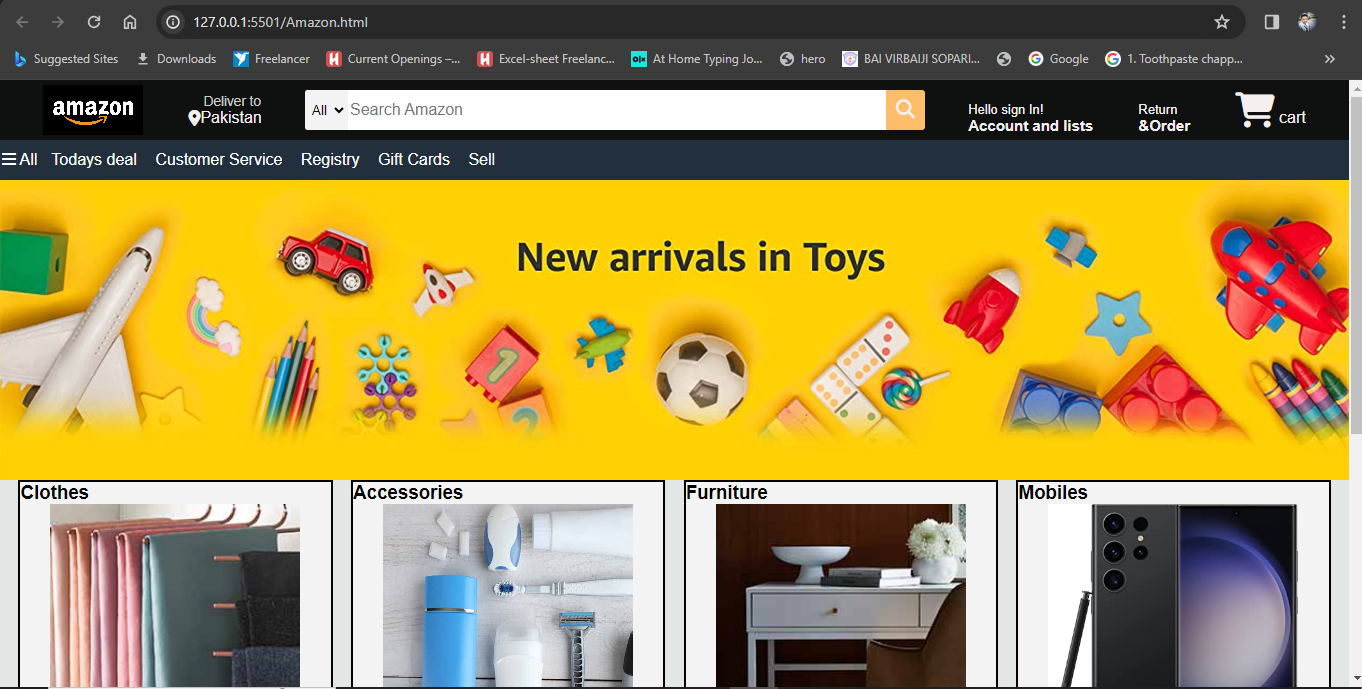 127.0.0.1:5501/Amazon.html
Suggested Sites
Downloads
Freelancer
Current Openings –...
Excel-sheet Freelanc...
At Home Typing Jo...
hero
BAI VIRBAIJI SOPARI...
Google
1. Toothpaste chapp...
»
amazon
Deliver to
Pakistan
All
Search Amazon
Hello sign In!
Account and lists
Return
&Order
cart
All
Todays deal
Customer Service
Registry
Gift Cards
Sell
New arrivals in Toys
1
2
Clothes
Accessories
Furniture
Mobiles